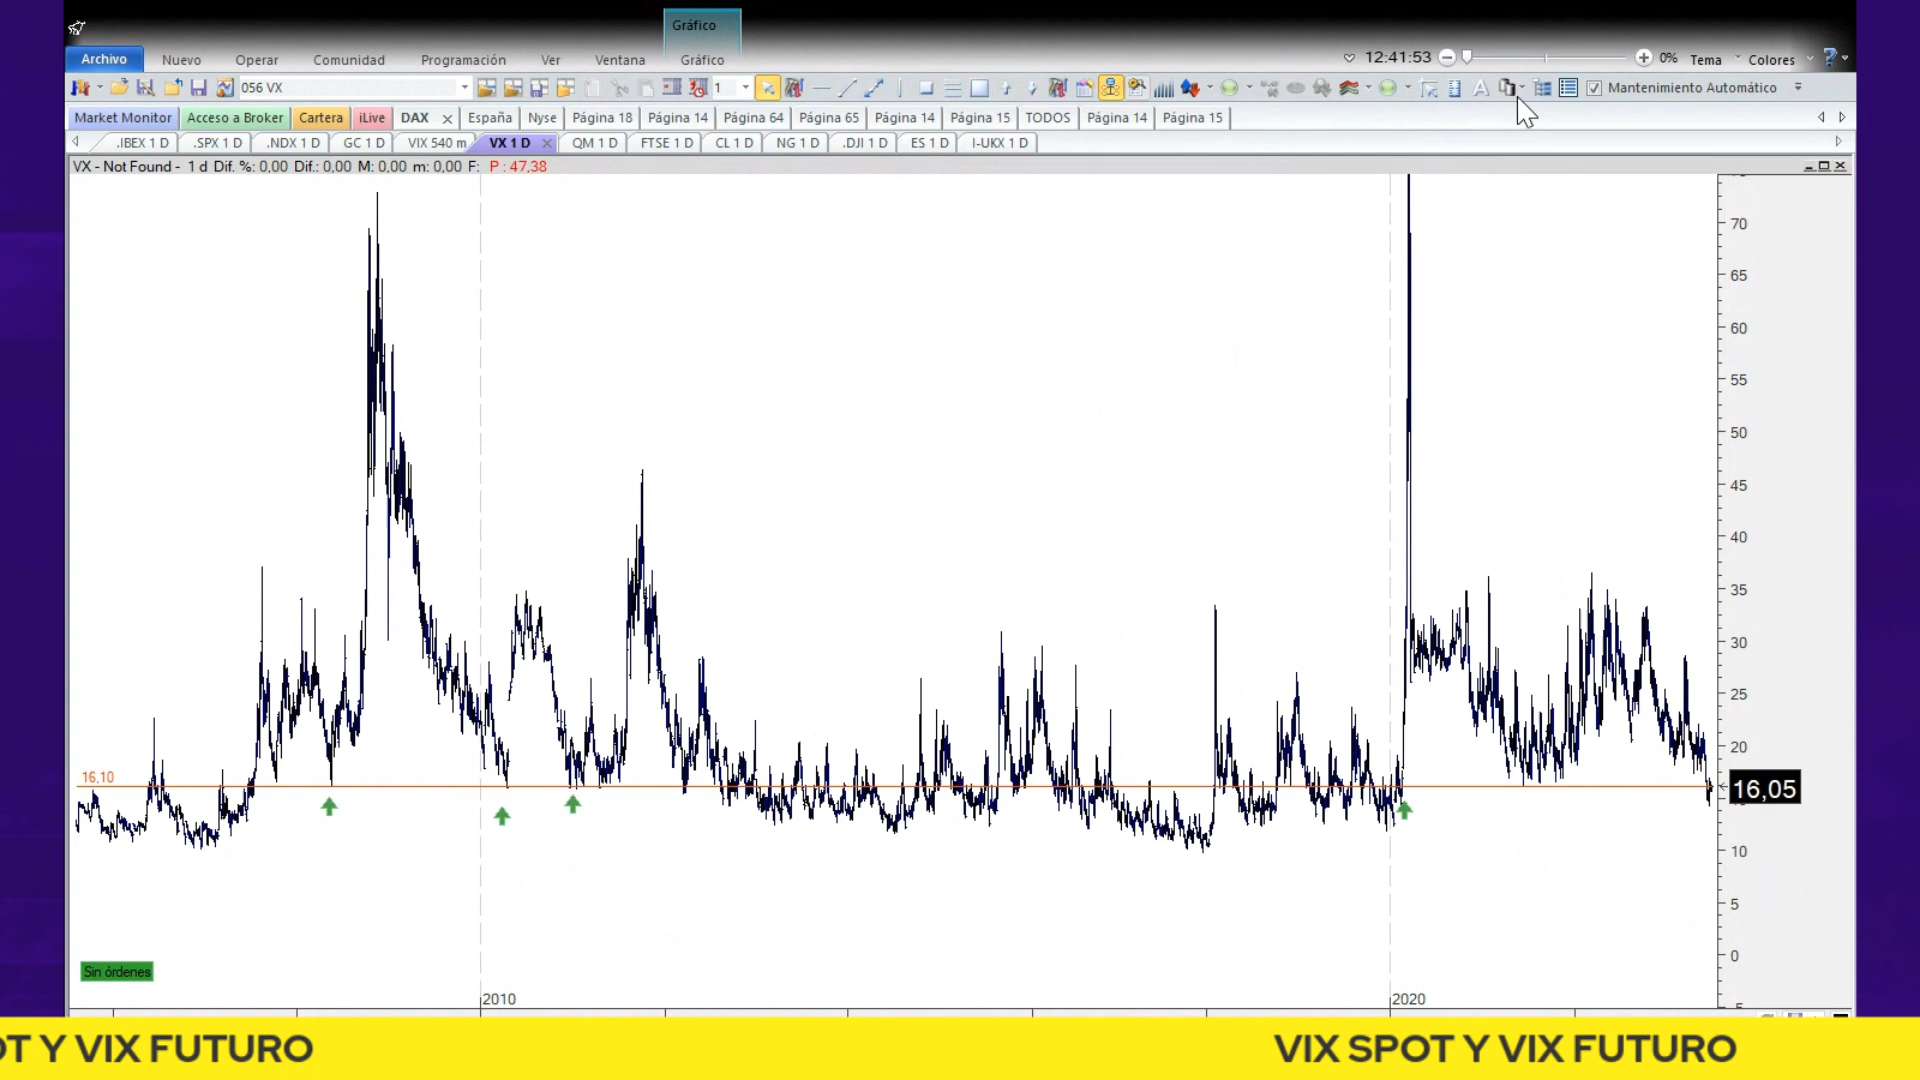 Gráfico
Archivo Nuevo Operar Comunidad Programación Ver Ventana Gráfico 12:41:53 0% Tema Colores
056 VX 1 A Mantenimiento Automático
Market Monitor Acceso a Broker Cartera iLive DAX España Nyse Página 18 Página 14 Página 64 Página 65 Página 14 Página 15 TODOS Página 14 Página 15
.IBEX 1 D .SPX 1 D .NDX 1 D GC 1 D VIX 540 m VX 1 D QM 1 D FTSE 1 D CL 1 D NG 1 D .DJI 1 D ES 1 D I-UKX 1 D
VX - Not Found - 1 d Dif. %: 0,00 Dif.: 0,00 M: 0,00 m: 0,00 F: P : 47,38
70
65
60
55
50
45
40
35
30
25
20
16,10
16,05
10
5
0
Sin órdenes
2010 2020
OT Y VIX FUTURO VIX SPOT Y VIX FUTURO